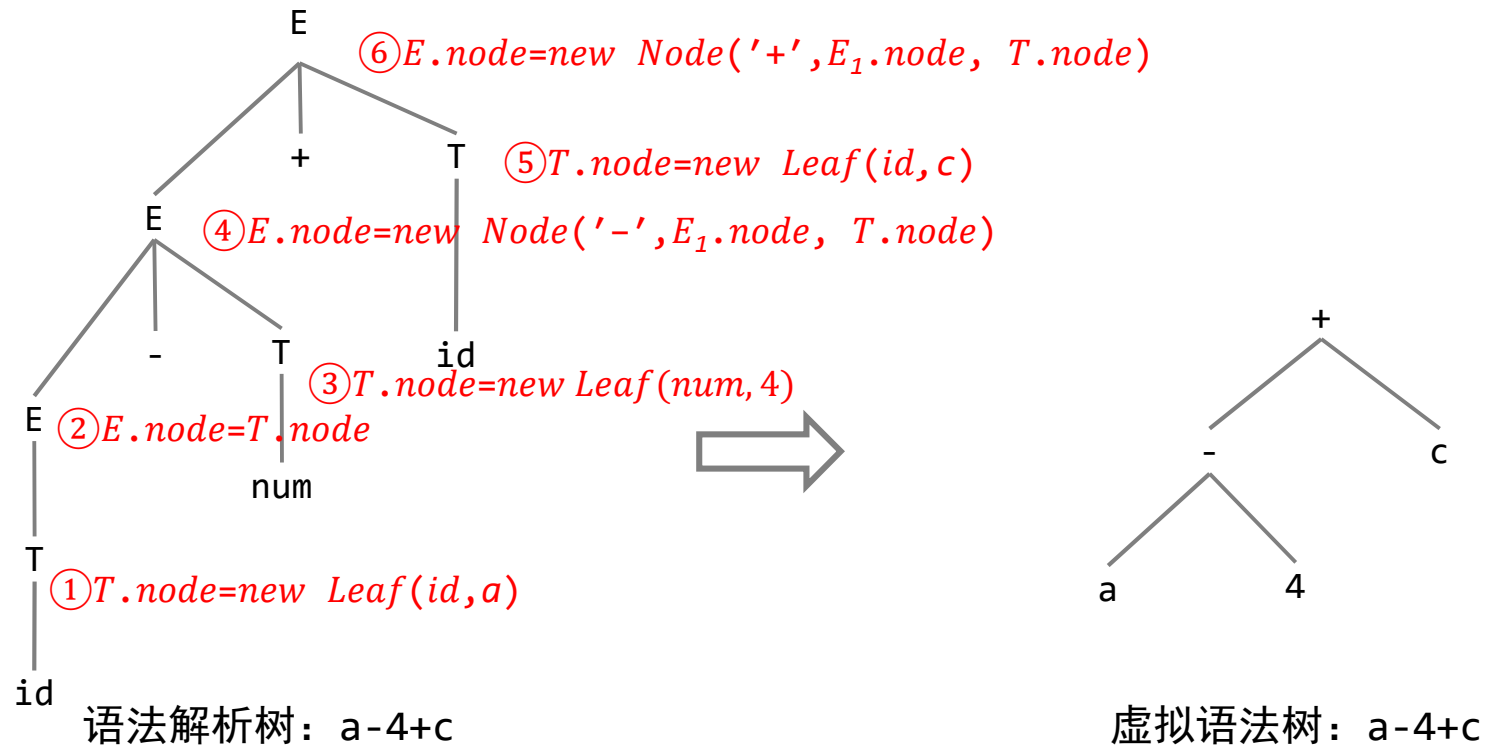 E
⑥E.node=new Node('+',E₁.node, T.node)
+
T
⑤T.node=new Leaf(id,c)
E
④E.node=new Node('-',E₁.node, T.node)
+
-
T
id
③T.node=new Leaf(num,4)
E
②E.node=T.node
-
c
num
T
①T.node=new Leaf(id,a)
a
4
id
语法解析树：a-4+c
虚拟语法树：a-4+c